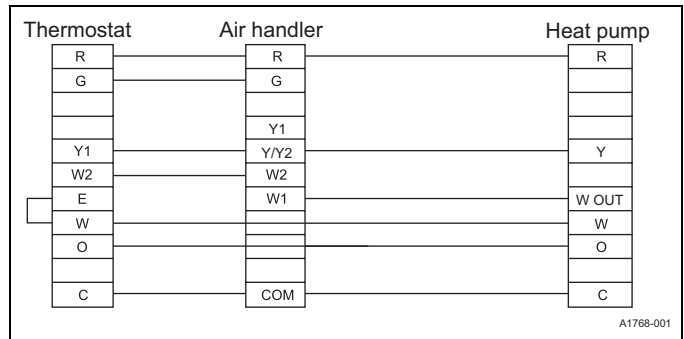 Thermostat Air handler Heat pump
R R R
G G
Y1
Y1 Y/Y2 Y
W2 W2
E W1 W OUT
W W
O O
C COM C
A1768-001